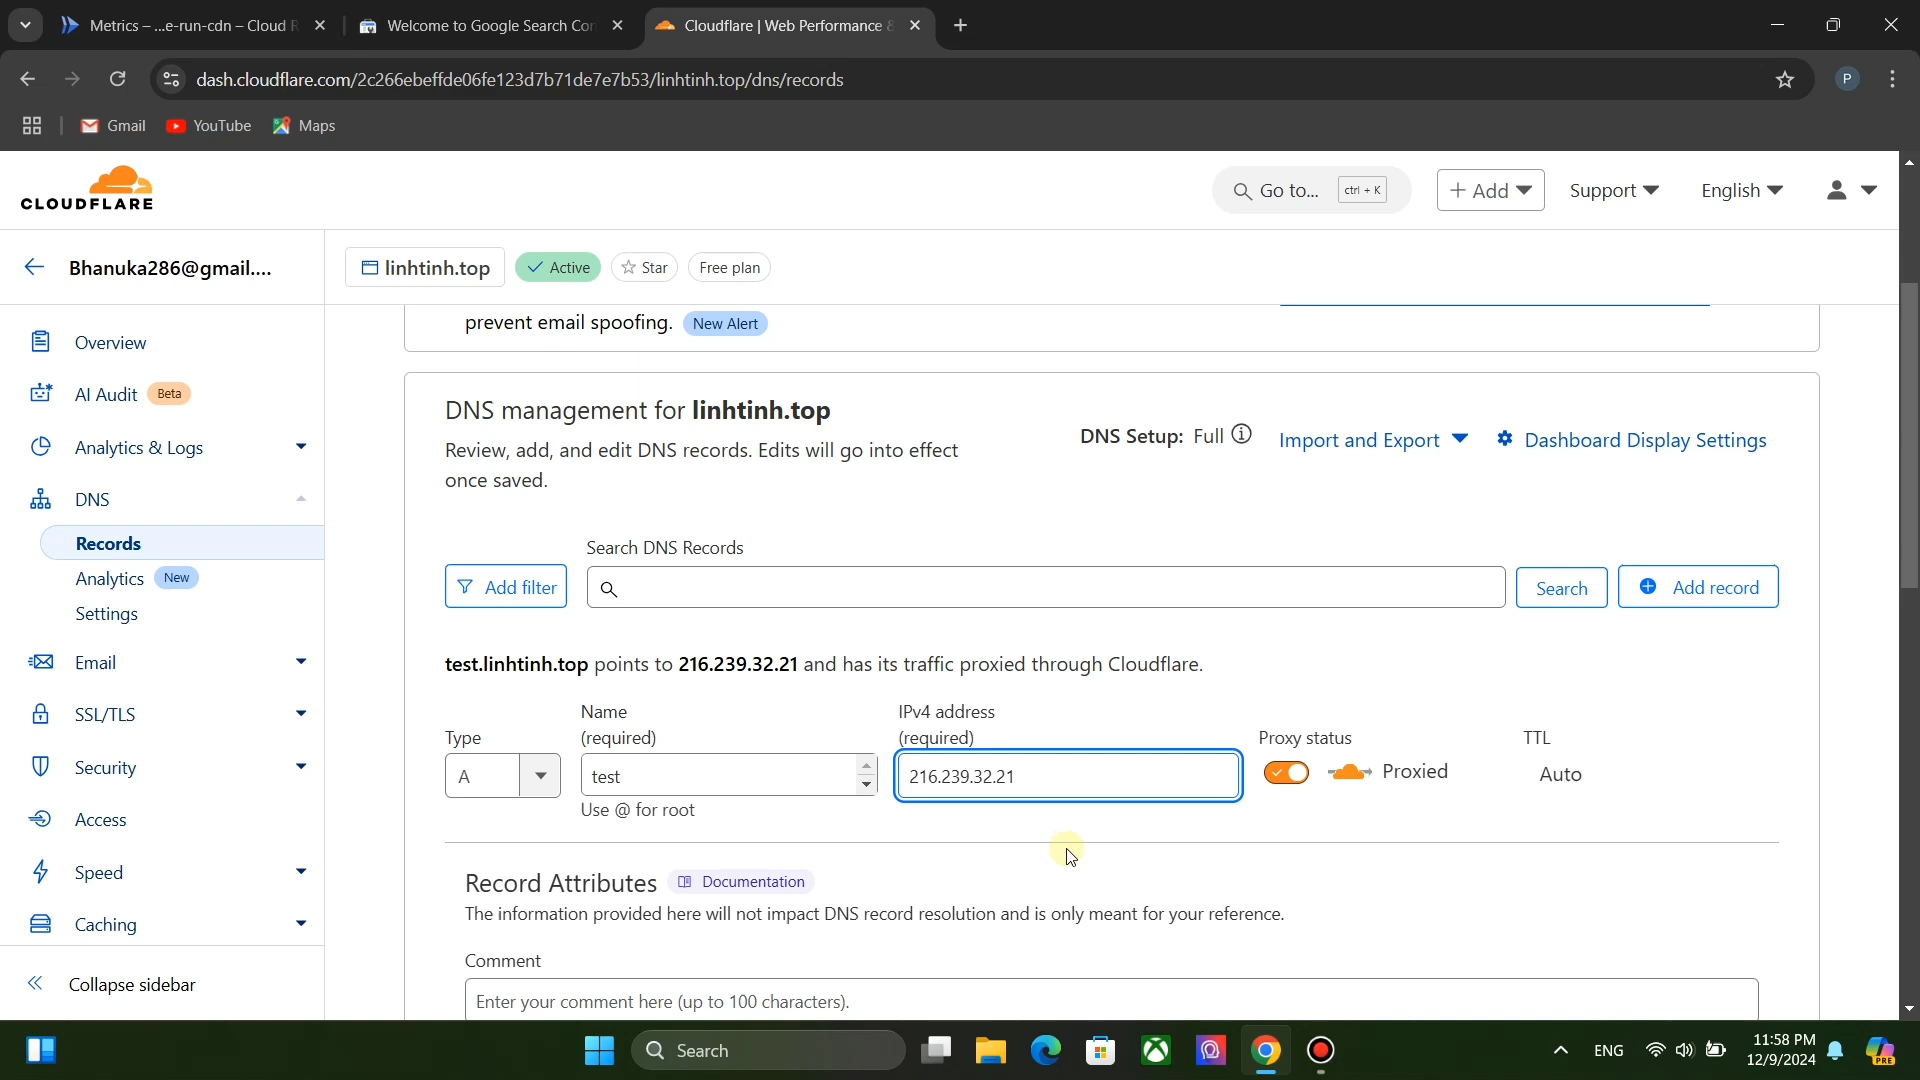 Metrics – ...e-run-cdn – Cloud R
Welcome to Google Search Con
Cloudflare | Web Performance &
dash.cloudflare.com/2c266ebeffde06fe123d7b71de7e7b53/linhtinh.top/dns/records
P
Gmail
YouTube
Maps
CLOUDFLARE
Go to...
ctrl + K
Add
Support
English
Bhanuka286@gmail....
linhtinh.top
Active
Star
Free plan
Overview
AI Audit
Beta
Analytics & Logs
DNS
Records
Analytics
New
Settings
Email
SSL/TLS
Security
Access
Speed
Caching
Collapse sidebar
prevent email spoofing.
New Alert
DNS management for linhtinh.top
Review, add, and edit DNS records. Edits will go into effect
once saved.
DNS Setup: Full
Import and Export
Dashboard Display Settings
Search DNS Records
Add filter
Search
Add record
test.linhtinh.top points to 216.239.32.21 and has its traffic proxied through Cloudflare.
Type
A
Name
(required)
test
Use @ for root
IPv4 address
(required)
216.239.32.21
Proxy status
Proxied
TTL
Auto
Record Attributes
Documentation
The information provided here will not impact DNS record resolution and is only meant for your reference.
Comment
Enter your comment here (up to 100 characters).
Search
ENG
11:58 PM
12/9/2024
PRE